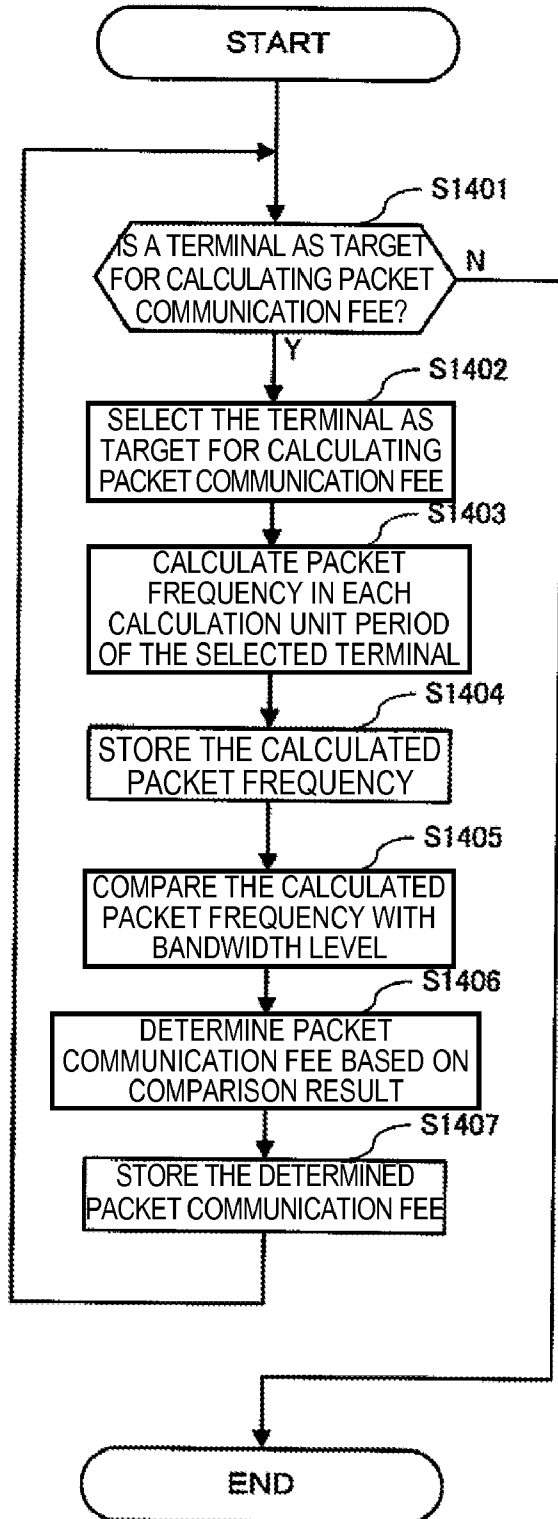 START
S1401
IS A TERMINAL AS TARGET
FOR CALCULATING PACKET
COMMUNICATION FEE?
N
Y
S1402
SELECT THE TERMINAL AS
TARGET FOR CALCULATING
PACKET COMMUNICATION FEE
S1403
CALCULATE PACKET
FREQUENCY IN EACH
CALCULATION UNIT PERIOD
OF THE SELECTED TERMINAL
S1404
STORE THE CALCULATED
PACKET FREQUENCY
S1405
COMPARE THE CALCULATED
PACKET FREQUENCY WITH
BANDWIDTH LEVEL
S1406
DETERMINE PACKET
COMMUNICATION FEE BASED ON
COMPARISON RESULT
S1407
STORE THE DETERMINED
PACKET COMMUNICATION FEE
END